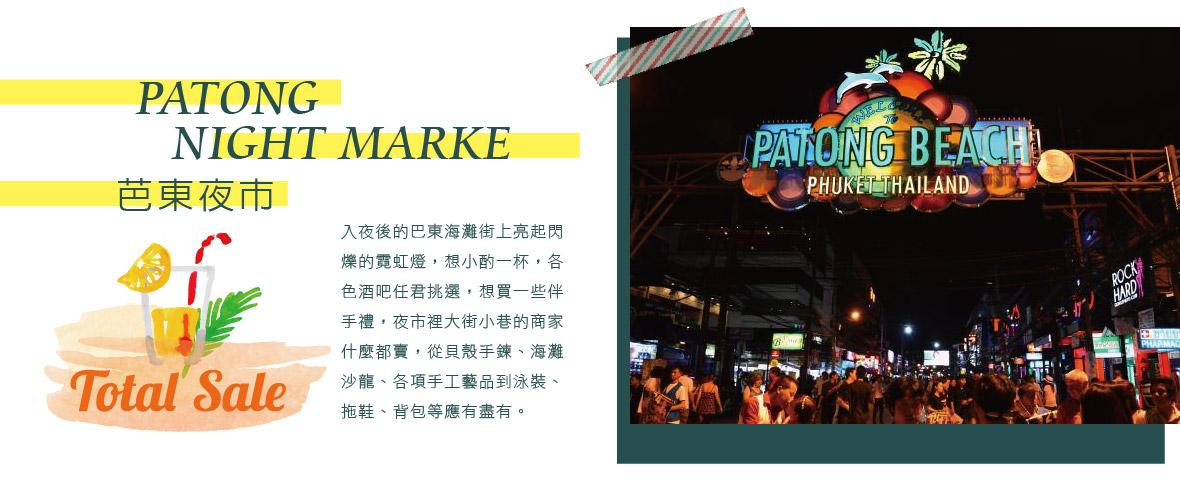 PATONG
NIGHT MARKE
芭東夜市
入夜後的巴東海灘街上亮起閃
爍的霓虹燈，想小酌一杯，各
色酒吧任君挑選，想買一些伴
手禮，夜市裡大街小巷的商家
什麼都賣，從貝殼手鍊、海灘
沙龍、各項手工藝品到泳裝、
拖鞋、背包等應有盡有。
Total Sale
WELCOME
To
PATONG BEACH
PHUKET THAILAND
ROCK
HARD
PHARMAC